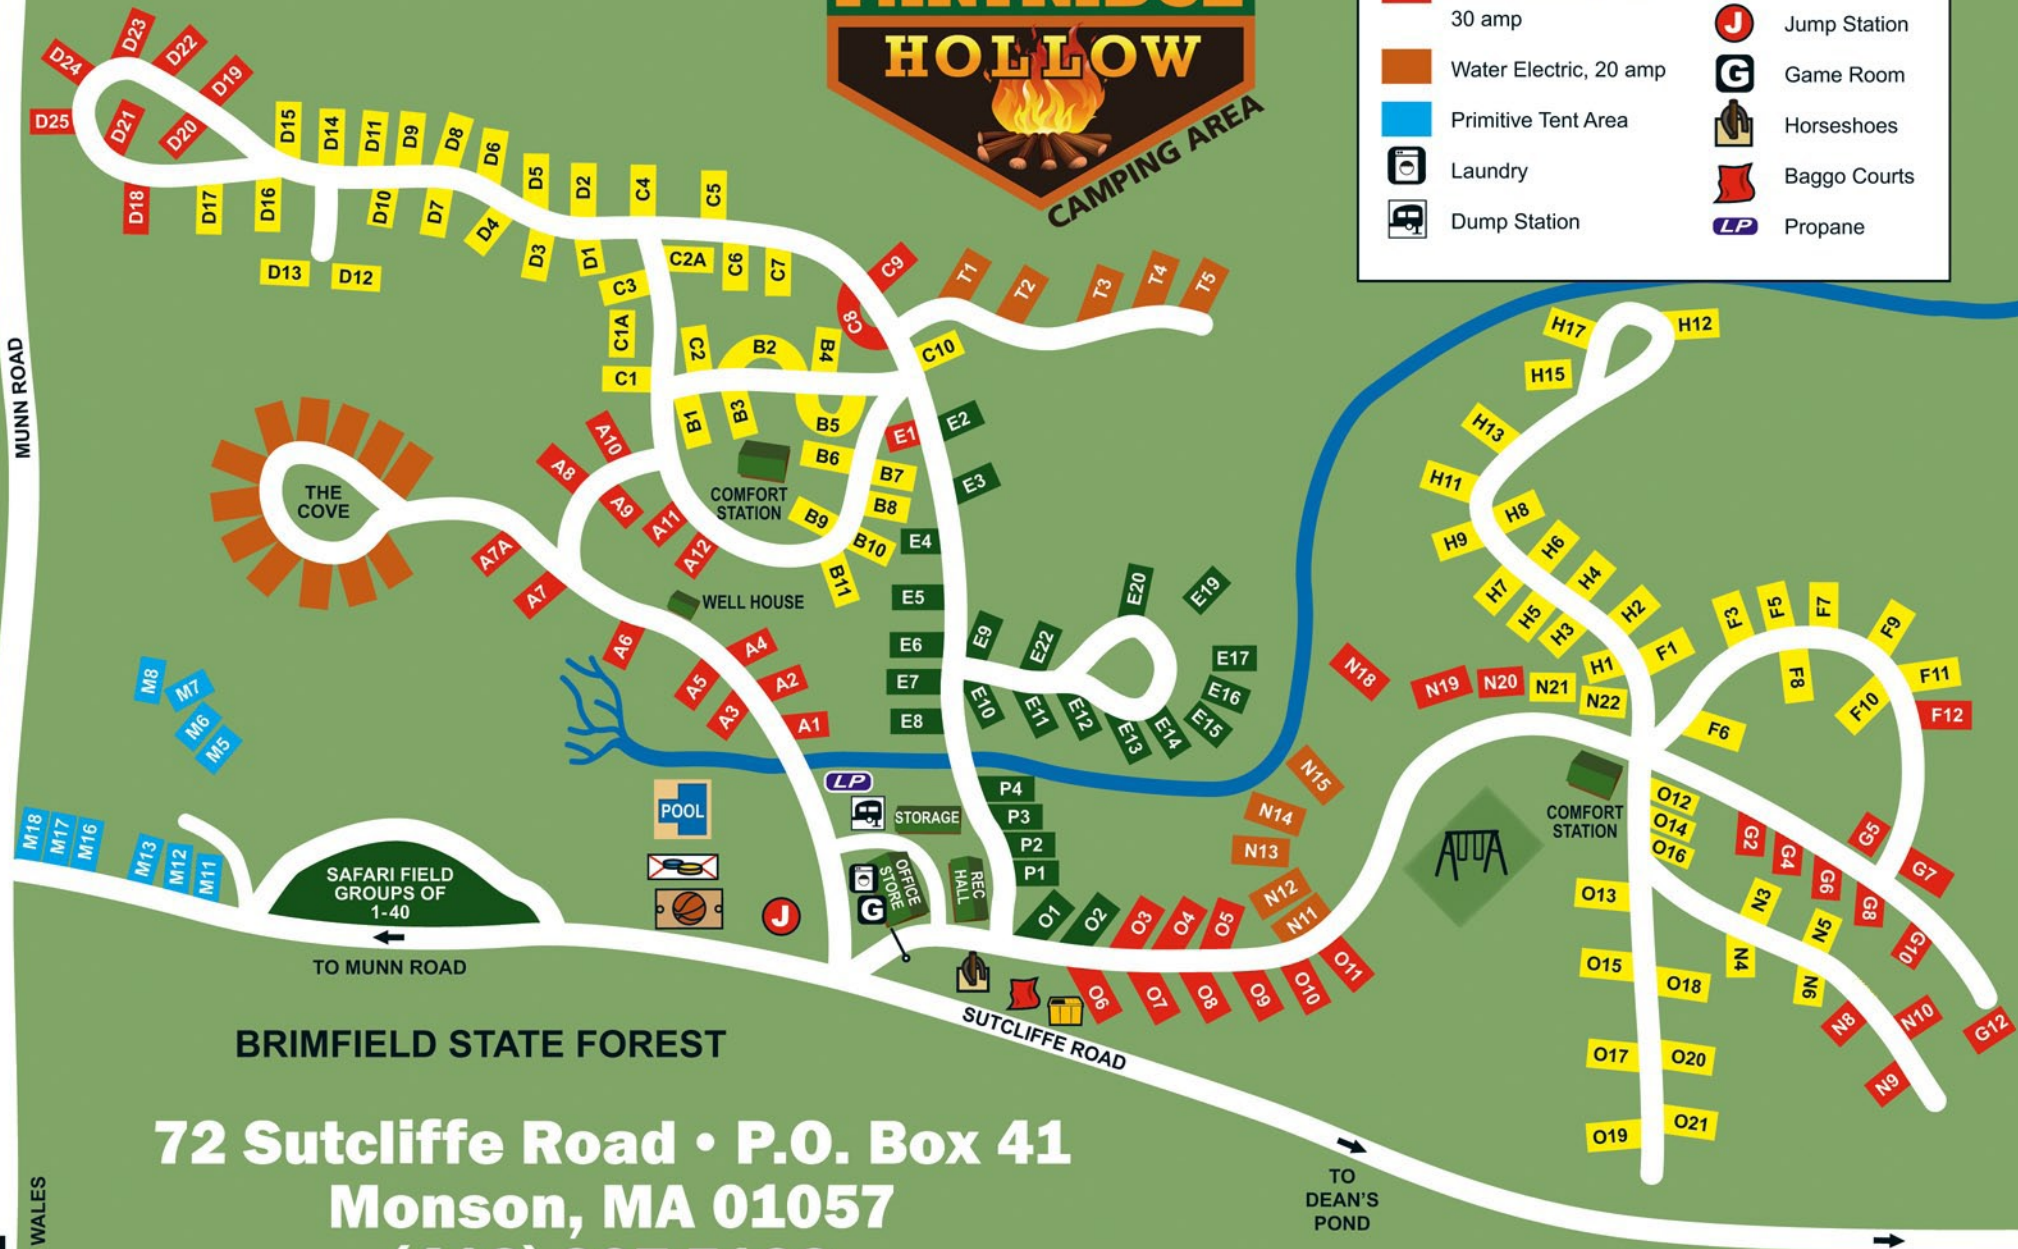 HOLLOW
CAMPING AREA
30 amp
Water Electric, 20 amp
Primitive Tent Area
Laundry
Dump Station
J
Jump Station
G
Game Room
Horseshoes
Baggo Courts
LP
Propane
D23
D22
D24
D19
D25
D21
D20
D18
D17
D16
D15
D14
D11
D9
D8
D6
D10
D7
D4
D5
D2
D3
D1
D13
D12
C4
C5
C2A
C6
C7
C3
C1A
C1
C2
B2
B4
C8
C9
C10
T1
T2
T3
T4
T5
B1
B3
B5
B6
B7
B8
B9
B10
B11
COMFORT
STATION
E1
E2
E3
E4
E5
E6
E7
E8
E9
E22
E20
E19
E17
E16
E15
E14
E13
E12
E11
E10
MUNN ROAD
THE
COVE
A10
A8
A9
A11
A12
A7A
A7
A6
WELL HOUSE
A4
A5
A2
A3
A1
M8
M7
M6
M5
M18
M17
M16
M13
M12
M11
SAFARI FIELD
GROUPS OF
1-40
TO MUNN ROAD
POOL
J
LP
STORAGE
OFFICE
STORE
G
REC
HALL
P4
P3
P2
P1
O1
O2
O3
O4
O5
O6
O7
O8
O9
O10
O11
N11
N12
N13
N14
N15
N18
N19
N20
N21
N22
H17
H12
H15
H13
H11
H8
H9
H6
H4
H7
H5
H3
H2
H1
F1
F3
F5
F7
F9
F8
F11
F10
F12
F6
COMFORT
STATION
O12
O14
O16
O13
O15
O18
O17
O20
O19
O21
G2
G4
G6
G5
G7
G8
G10
G12
N3
N4
N5
N6
N8
N10
N9
SUTCLIFFE ROAD
BRIMFIELD STATE FOREST
72 Sutcliffe Road • P.O. Box 41
Monson, MA 01057
TO
DEAN'S
POND
WALES